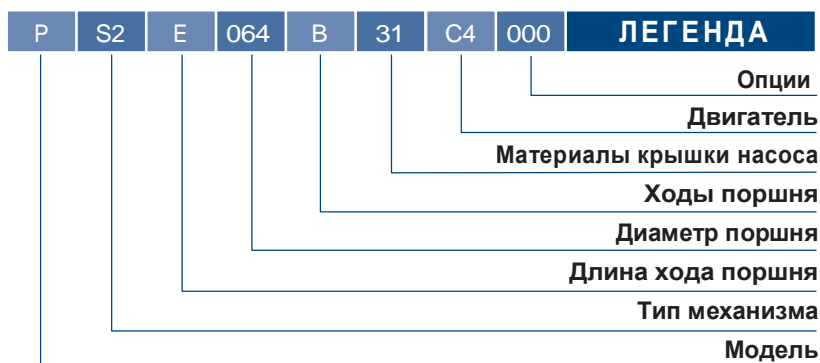 P S2 E 064 B 31 C4 000 ЛЕГЕНДА
Опции
Двигатель
Материалы крышки насоса
Ходы поршня
Диаметр поршня
Длина хода поршня
Тип механизма
Модель